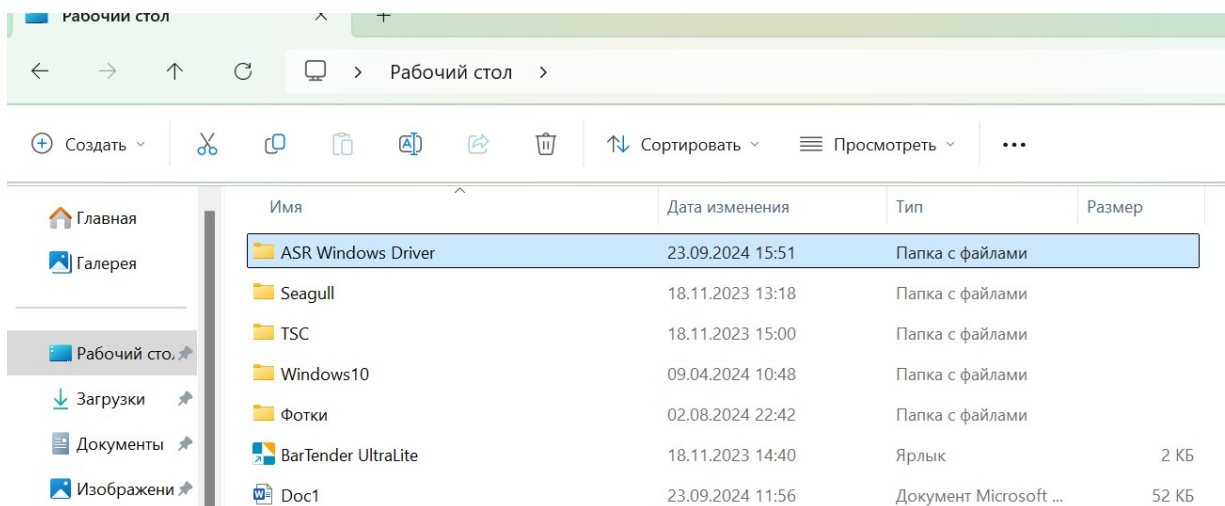 Рабочий стол
Рабочий стол
Создать
Сортировать
Просмотреть
Имя Дата изменения Тип Размер
Главная
Галерея
Рабочий сто.
Загрузки
Документы
Изображени
ASR Windows Driver 23.09.2024 15:51 Папка с файлами
Seagull 18.11.2023 13:18 Папка с файлами
TSC 18.11.2023 15:00 Папка с файлами
Windows10 09.04.2024 10:48 Папка с файлами
Фотки 02.08.2024 22:42 Папка с файлами
BarTender UltraLite 18.11.2023 14:40 Ярлык 2 КБ
Doc1 23.09.2024 11:56 Документ Microsoft ... 52 КБ